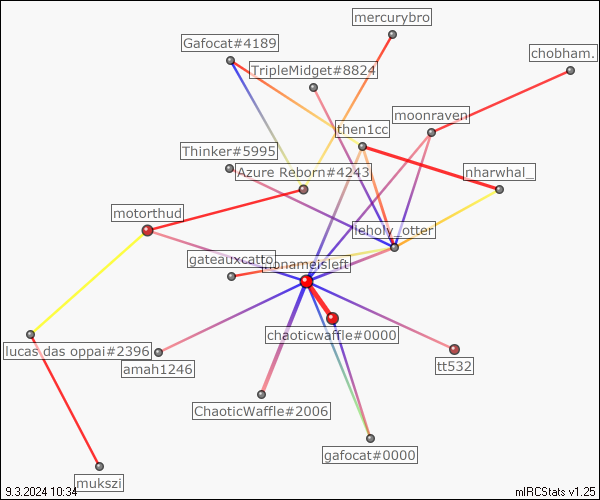 mercurybro
Gafocat#4189
chobham.
TripleMidget#8824
moonraven
then1cc
Thinker#5995
Azure Reborn#4243
nharwhal_
motorthud
leholy_otter
gateauxcatto
nonameisleft
chaoticwaffle#0000
lucas das oppai#2396
amah1246
tt532
ChaoticWaffle#2006
gafocat#0000
mukszi
9.3.2024 10:34
mIRCStats v1.25